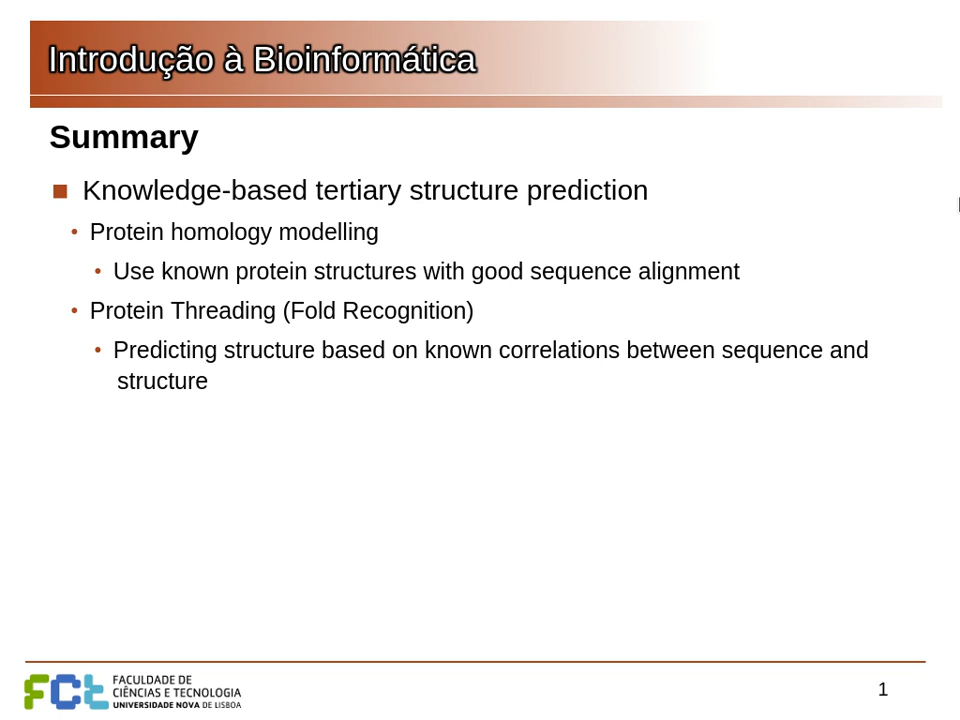 Introdução à Bioinformática
Summary
■ Knowledge-based tertiary structure prediction
• Protein homology modelling
• Use known protein structures with good sequence alignment
• Protein Threading (Fold Recognition)
• Predicting structure based on known correlations between sequence and
structure
FCt
FACULDADE DE
CIÊNCIAS E TECNOLOGIA
UNIVERSIDADE NOVA DE LISBOA
1